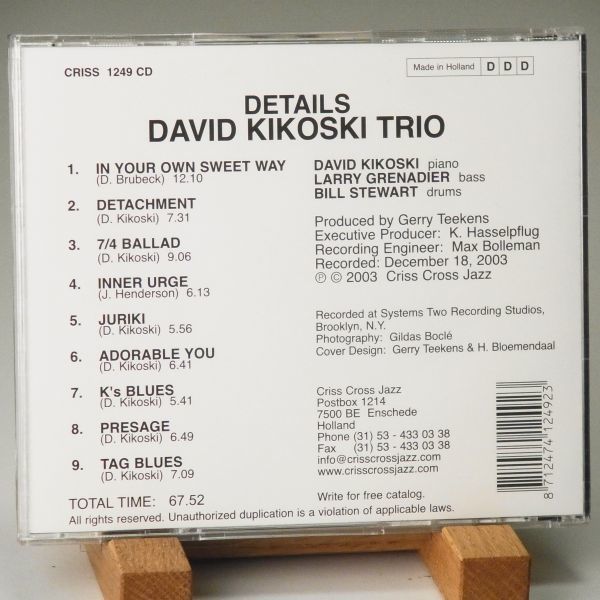 CRISS 1249 CD
Made in Holland D D D
DETAILS
DAVID KIKOSKI TRIO
1. IN YOUR OWN SWEET WAY
(D. Brubeck) 12.10
2. DETACHMENT
(D. Kikoski) 7.31
3. 7/4 BALLAD
(D. Kikoski) 9.06
4. INNER URGE
(J. Henderson) 6.13
5. JURIKI
(D. Kikoski) 5.56
6. ADORABLE YOU
(D. Kikoski) 6.41
7. K's BLUES
(D. Kikoski) 5.41
8. PRESAGE
(D. Kikoski) 6.49
9. TAG BLUES
(D. Kikoski) 7.09
TOTAL TIME: 67.52
DAVID KIKOSKI piano
LARRY GRENADIER bass
BILL STEWART drums
Produced by Gerry Teekens
Executive Producer: K. Hasselpflug
Recording Engineer: Max Bolleman
Recorded: December 18, 2003
℗ © 2003 Criss Cross Jazz
Recorded at Systems Two Recording Studios,
Brooklyn, N.Y.
Photography: Gildas Boclé
Cover Design: Gerry Teekens & H. Bloemendaal
Criss Cross Jazz
Postbox 1214
7500 BE Enschede
Holland
Phone (31) 53 - 433 03 38
Fax (31) 53 - 433 03 38
info@crisscrossjazz.com
www.crisscrossjazz.com
Write for free catalog.
8 712474 124923
All rights reserved. Unauthorized duplication is a violation of applicable laws.